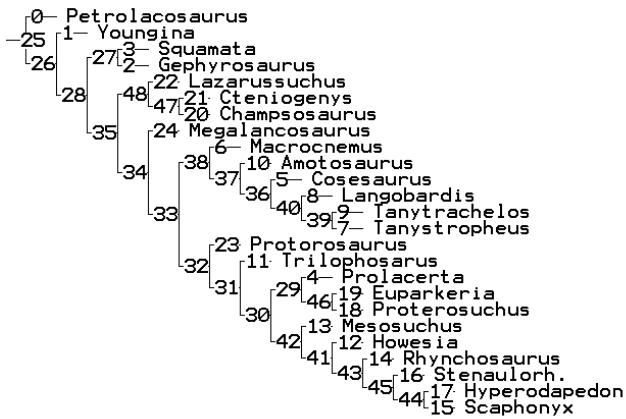 0 Petrolacosaurus
25 1 Youngina
26 27 3 Squamata
2 Gephyrosaurus
28 22 Lazarussuchus
48 21 Cteniogenys
47 20 Champsosaurus
35 24 Megalancosaurus
6 Macrocnemus
38 10 Amotosaurus
34 37 5 Cosesaurus
36 8 Langobardis
40 9 Tanytrachelos
33 39 7 Tanystropheus
23 Protorosaurus
32 11 Trilophosarus
31 4 Prolacerta
29 19 Euparkeria
30 46 18 Proterosuchus
13 Mesosuchus
42 12 Howesia
41 14 Rhynchosaurus
43 16 Stenaulorh.
45 17 Hyperodapedon
44 15 Scaphonyx